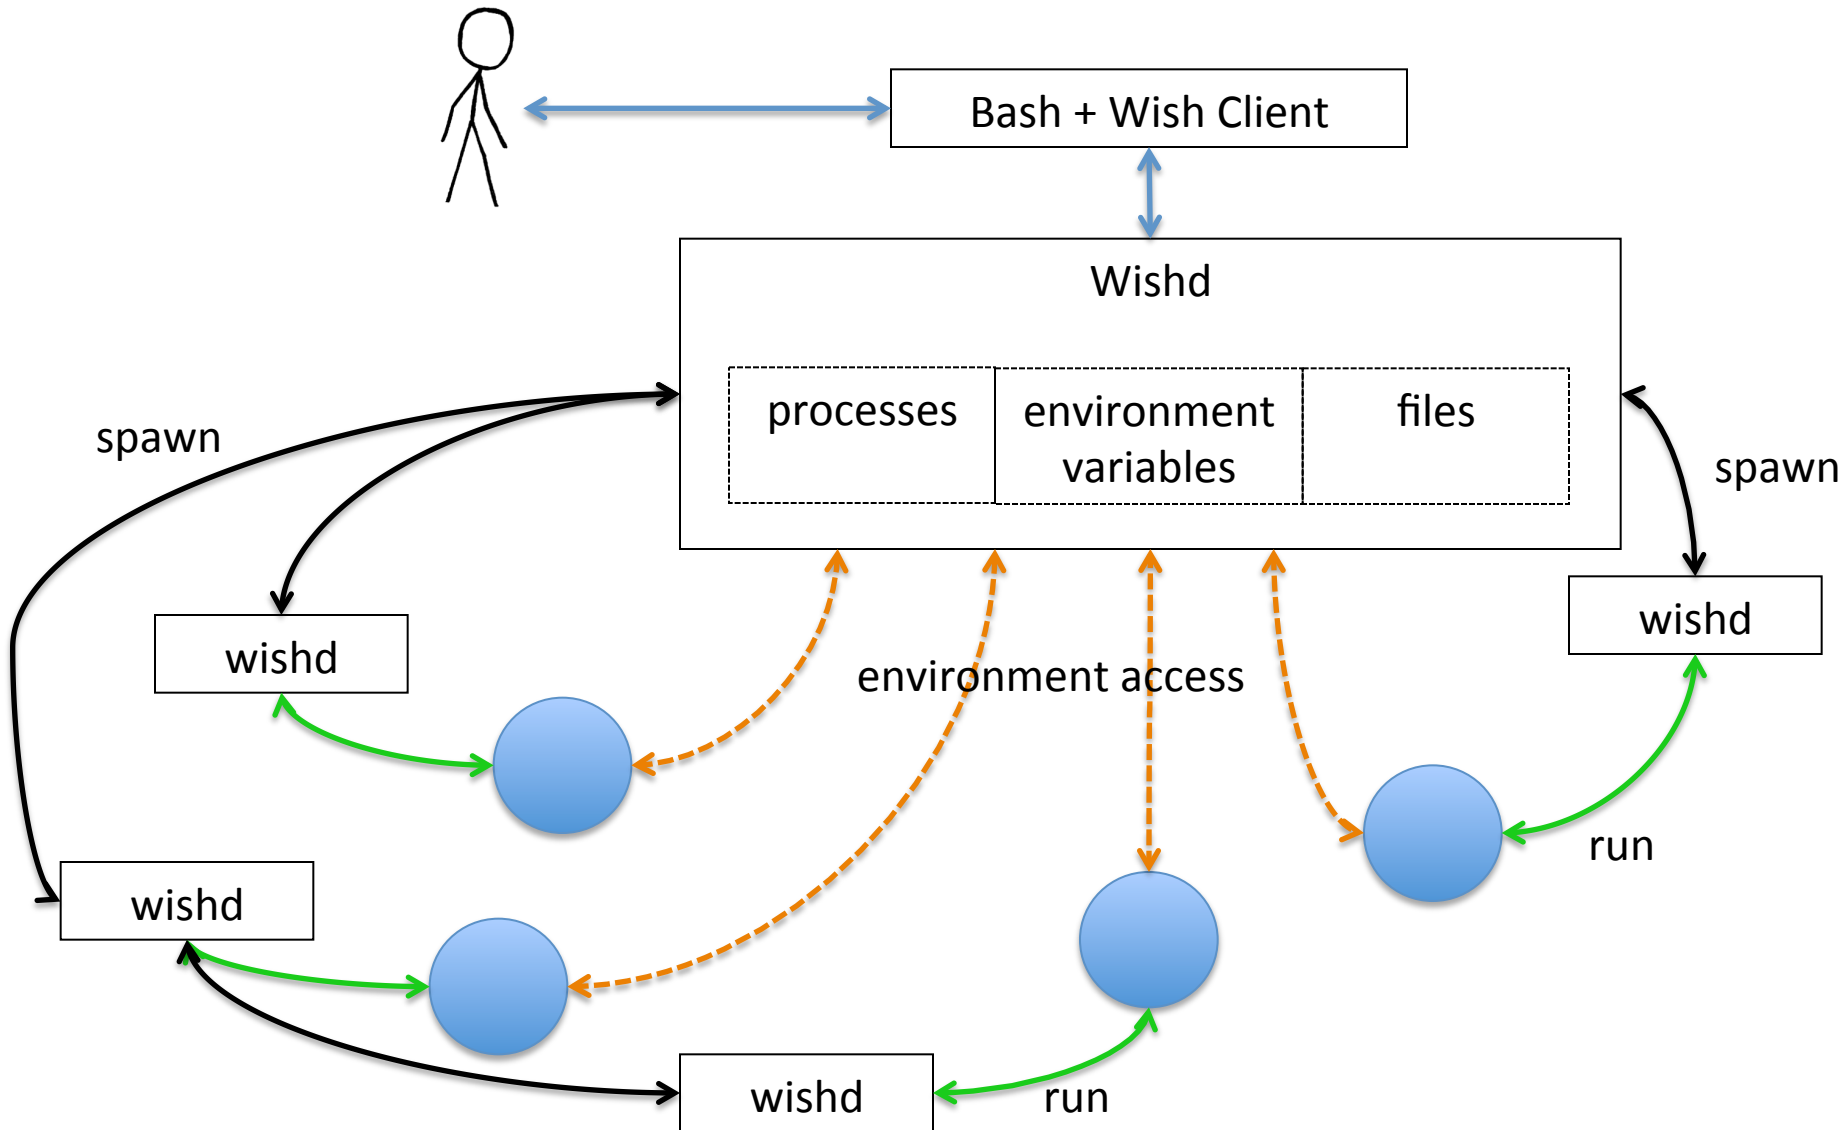 Bash + Wish Client
Wishd
processes
environment
variables
files
spawn
spawn
wishd
wishd
environment access
run
wishd
wishd
run